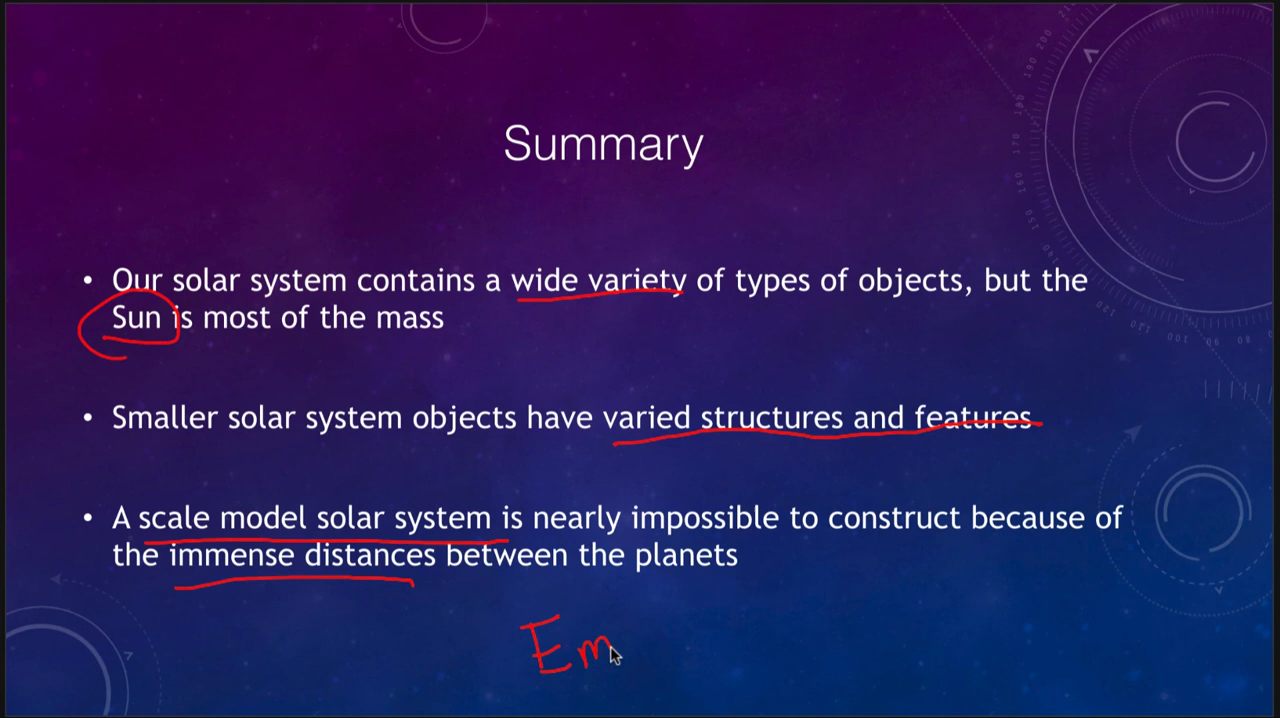 Summary
• Our solar system contains a wide variety of types of objects, but the
Sun is most of the mass
• Smaller solar system objects have varied structures and features
• A scale model solar system is nearly impossible to construct because of
the immense distances between the planets
Em